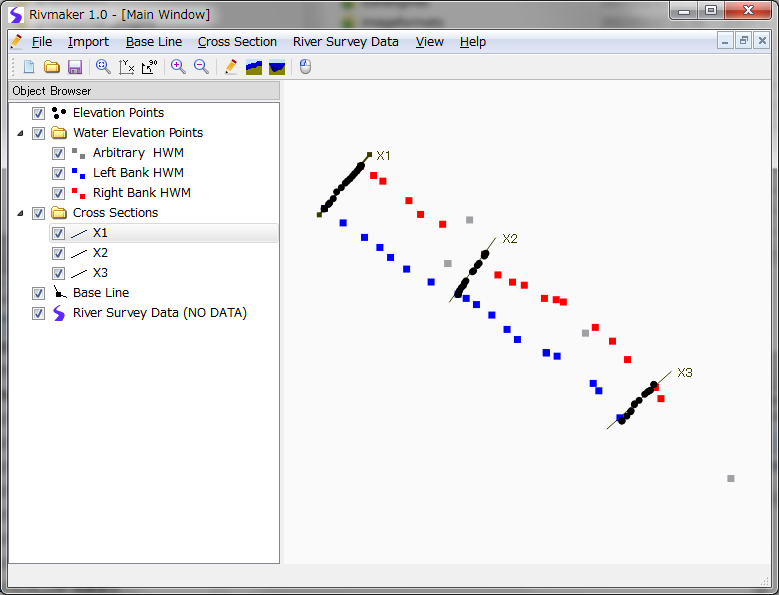 Rivmaker 1.0 - [Main Window]
File Import Base Line Cross Section River Survey Data View Help
Object Browser
Elevation Points
Water Elevation Points
Arbitrary HWM
Left Bank HWM
Right Bank HWM
Cross Sections
X1
X2
X3
Base Line
River Survey Data (NO DATA)
X1
X2
X3